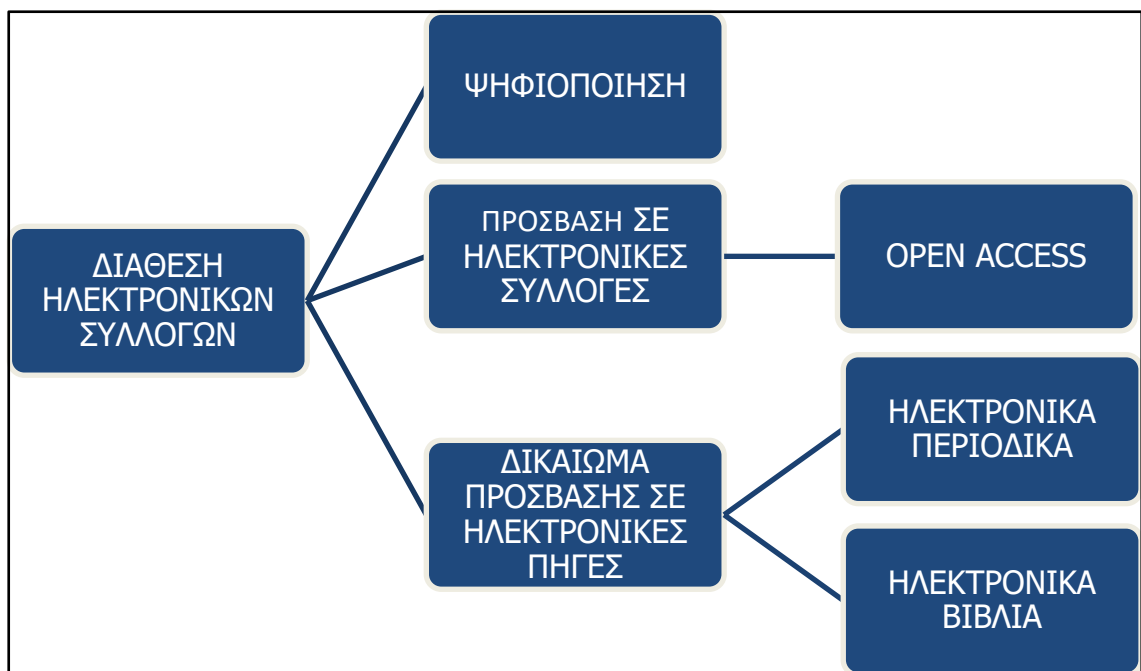 ΔΙΑΘΕΣΗ
ΗΛΕΚΤΡΟΝΙΚΩΝ
ΣΥΛΛΟΓΩΝ
ΨΗΦΙΟΠΟΙΗΣΗ
ΠΡΟΣΒΑΣΗ ΣΕ
ΗΛΕΚΤΡΟΝΙΚΕΣ
ΣΥΛΛΟΓΕΣ
OPEN ACCESS
ΔΙΚΑΙΩΜΑ
ΠΡΟΣΒΑΣΗΣ ΣΕ
ΗΛΕΚΤΡΟΝΙΚΕΣ
ΠΗΓΕΣ
ΗΛΕΚΤΡΟΝΙΚΑ
ΠΕΡΙΟΔΙΚΑ
ΗΛΕΚΤΡΟΝΙΚΑ
ΒΙΒΛΙΑ